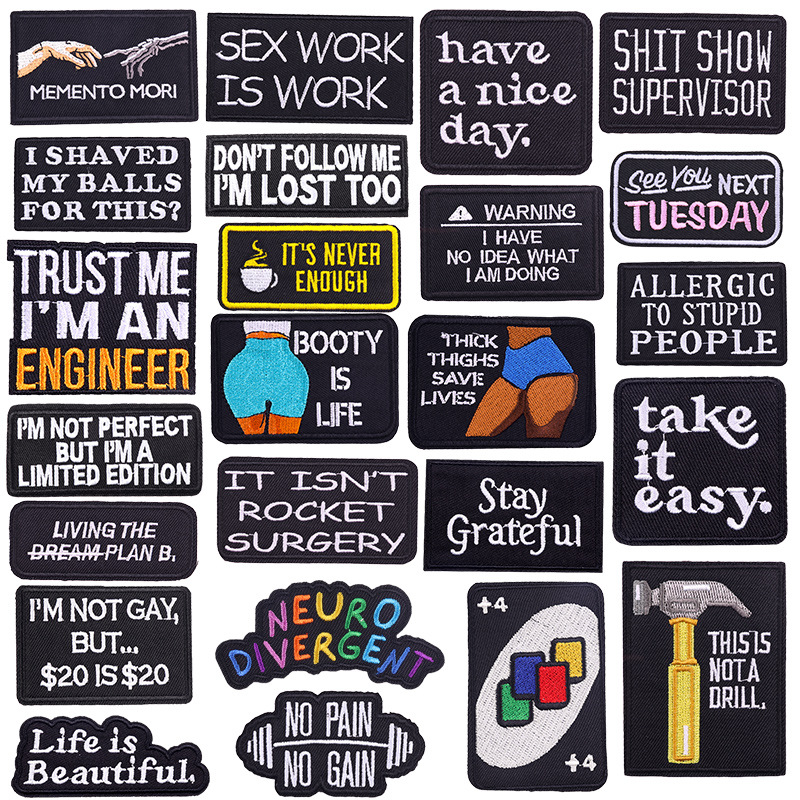 MEMENTO MORI
SEX WORK
IS WORK
have
a nice
day.
SHIT SHOW
SUPERVISOR
I SHAVED
MY BALLS
FOR THIS?
DON'T FOLLOW ME
I'M LOST TOO
WARNING
I HAVE
NO IDEA WHAT
I AM DOING
See You NEXT
TUESDAY
TRUST ME
I'M AN
ENGINEER
IT'S NEVER
ENOUGH
ALLERGIC
TO STUPID
PEOPLE
BOOTY
IS
LIFE
THICK
THIGHS
SAVE
LIVES
take
it
easy.
I'M NOT PERFECT
BUT I'M A
LIMITED EDITION
IT ISN'T
ROCKET
SURGERY
Stay
Grateful
LIVING THE
DREAM PLAN B.
I'M NOT GAY,
BUT...
$20 IS $20
NEURO
DIVERGENT
+4
+4
THIS IS
NOT A
DRILL.
Life is
Beautiful.
NO PAIN
NO GAIN